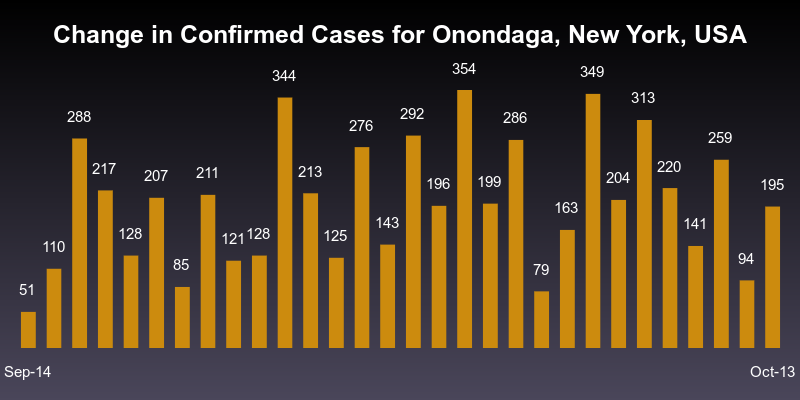 Change in Confirmed Cases for Onondaga, New York, USA
51 110 288 217 128 207 85 211 121 128 344 213 125 276 143 292 196 354 199 286 79 163 349 204 313 220 141 259 94 195
Sep-14 Oct-13